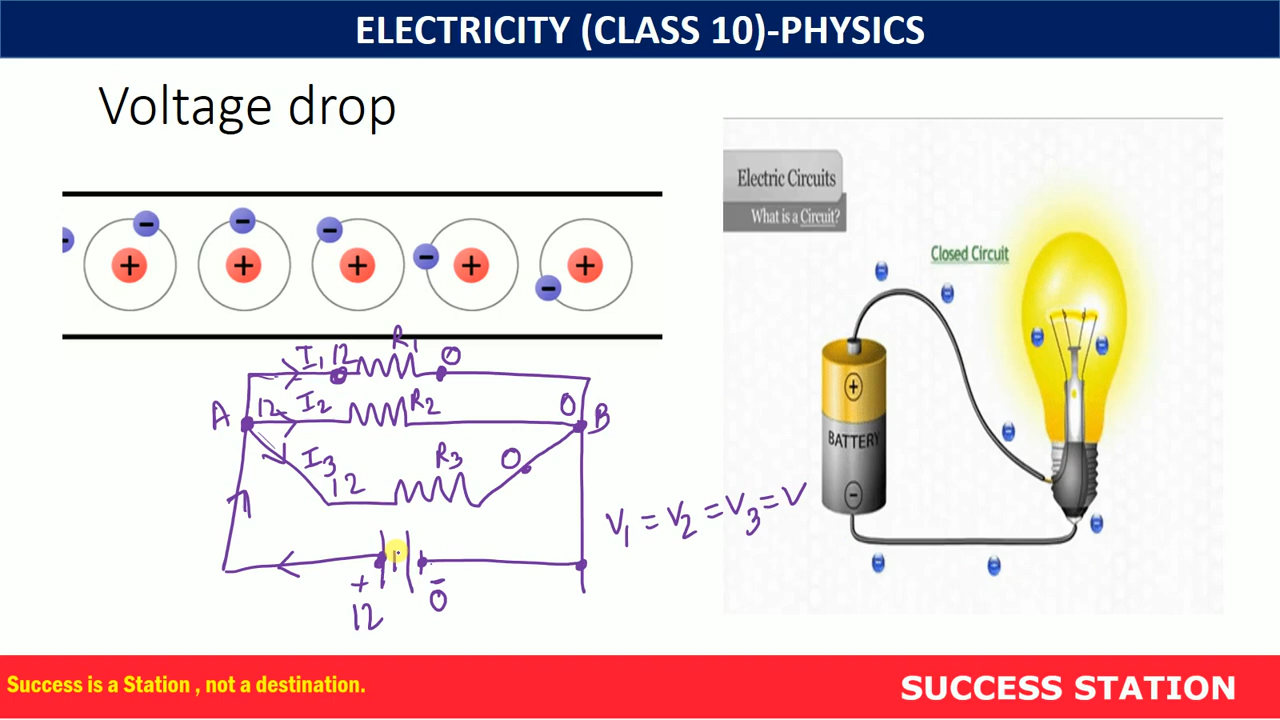 ELECTRICITY (CLASS 10)-PHYSICS
Voltage drop
Electric Circuits
What is a Circuit?
Closed Circuit
- - - - - -
+ + + + +
I1 12 R1 0
A 12 I2 R2 0 B
I3 12 R3 0
+ -
12 0
V1 = V2 = V3 = V
+
BATTERY
-
Success is a Station , not a destination.
SUCCESS STATION